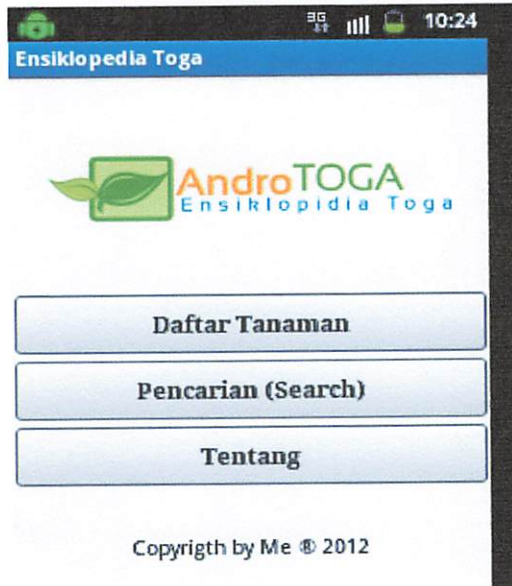 3G 10:24
Ensiklopedia Toga
AndroTOGA
Ensiklopidia Toga
Daftar Tanaman
Pencarian (Search)
Tentang
Copyrigth by Me ® 2012